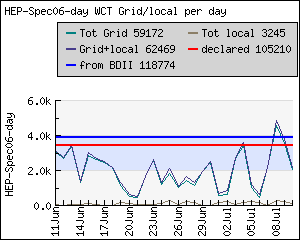 HEP-Spec06-day WCT Grid/local per day
Tot Grid 59172
Tot local 3245
Grid+local 62469
declared 105210
from BDII 118774
HEP-Spec06-day
6.0k
4.0k
2.0k
0.0
11Jun
14Jun
17Jun
20Jun
23Jun
26Jun
29Jun
02Jul
05Jul
08Jul